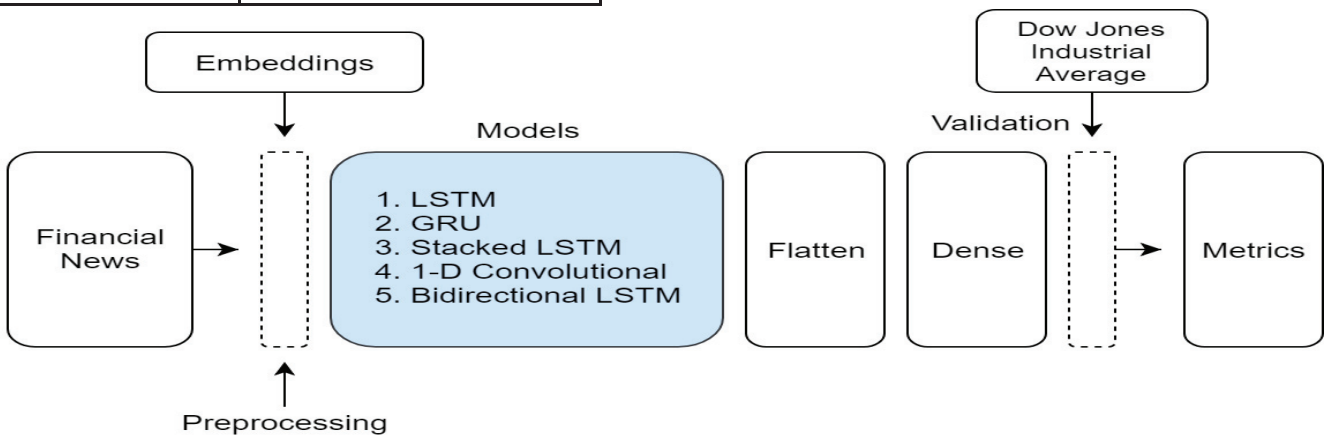 Embeddings
Dow Jones
Industrial
Average
Models
Validation
Financial
News
1. LSTM
2. GRU
3. Stacked LSTM
4. 1-D Convolutional
5. Bidirectional LSTM
Flatten
Dense
Metrics
Preprocessing